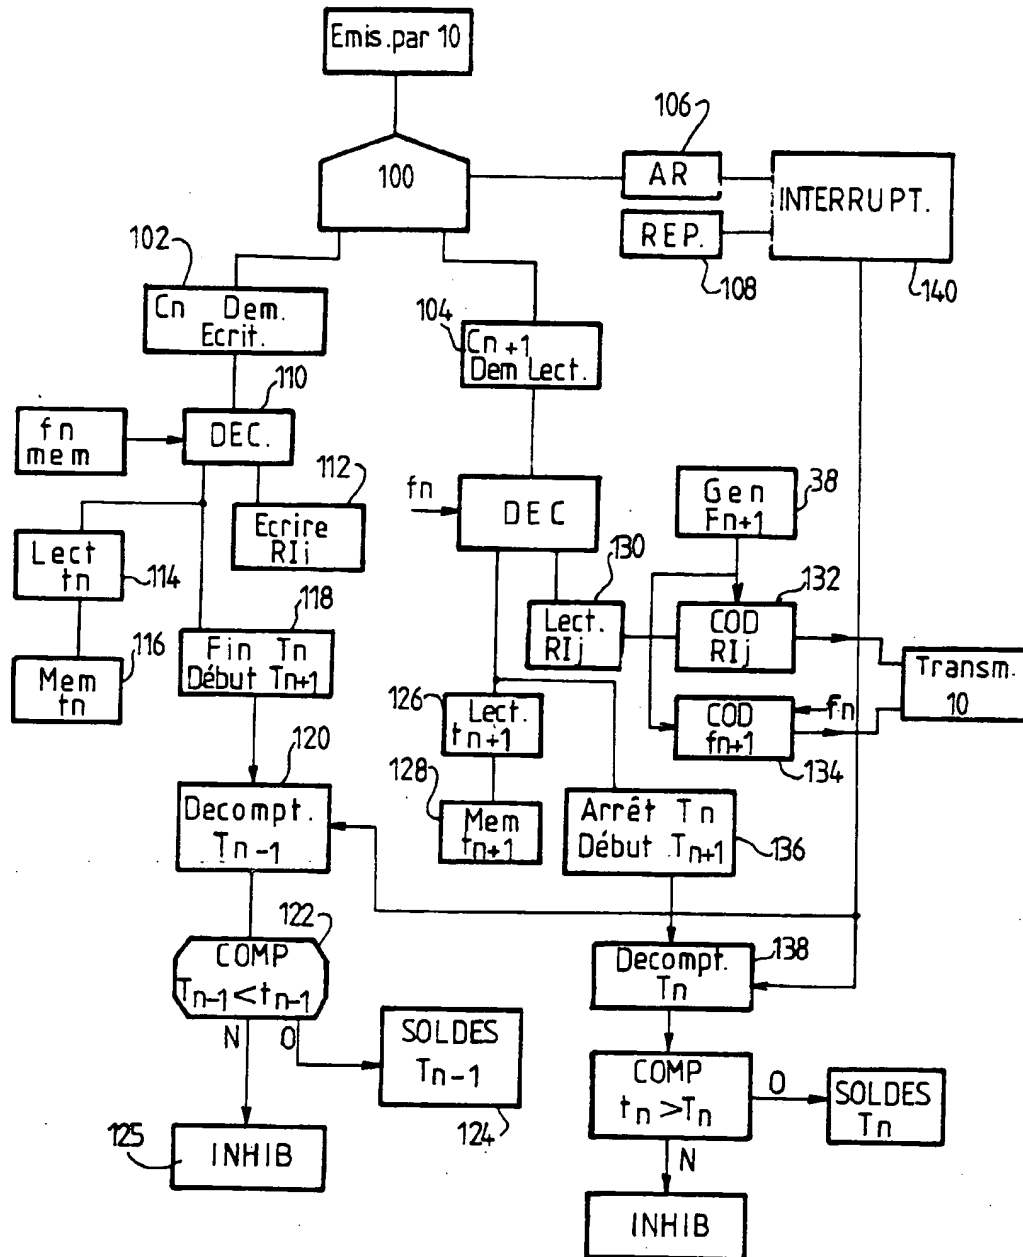 Emis.par 10
100
106
AR
INTERRUPT.
REP.
108
140
102
Cn Dem.
Ecrit.
104
Cn+1
Dem Lect.
110
DEC.
fn
mem
112
Ecrire
RIi
fn
DEC
Gen
Fn+1
38
Lect
tn
114
130
Lect.
RIj
132
COD
RIj
118
Fin Tn
Début Tn+1
116
Mem
tn
Transm.
10
126
Lect.
tn+1
COD
fn+1
fn
134
120
Decompt.
Tn-1
128
Mem
tn+1
Arrêt Tn
Début Tn+1
136
122
COMP
Tn-1<tn-1
N
O
Decompt.
Tn
138
SOLDES
Tn-1
124
COMP
tn>Tn
O
SOLDES
Tn
125
INHIB
N
INHIB